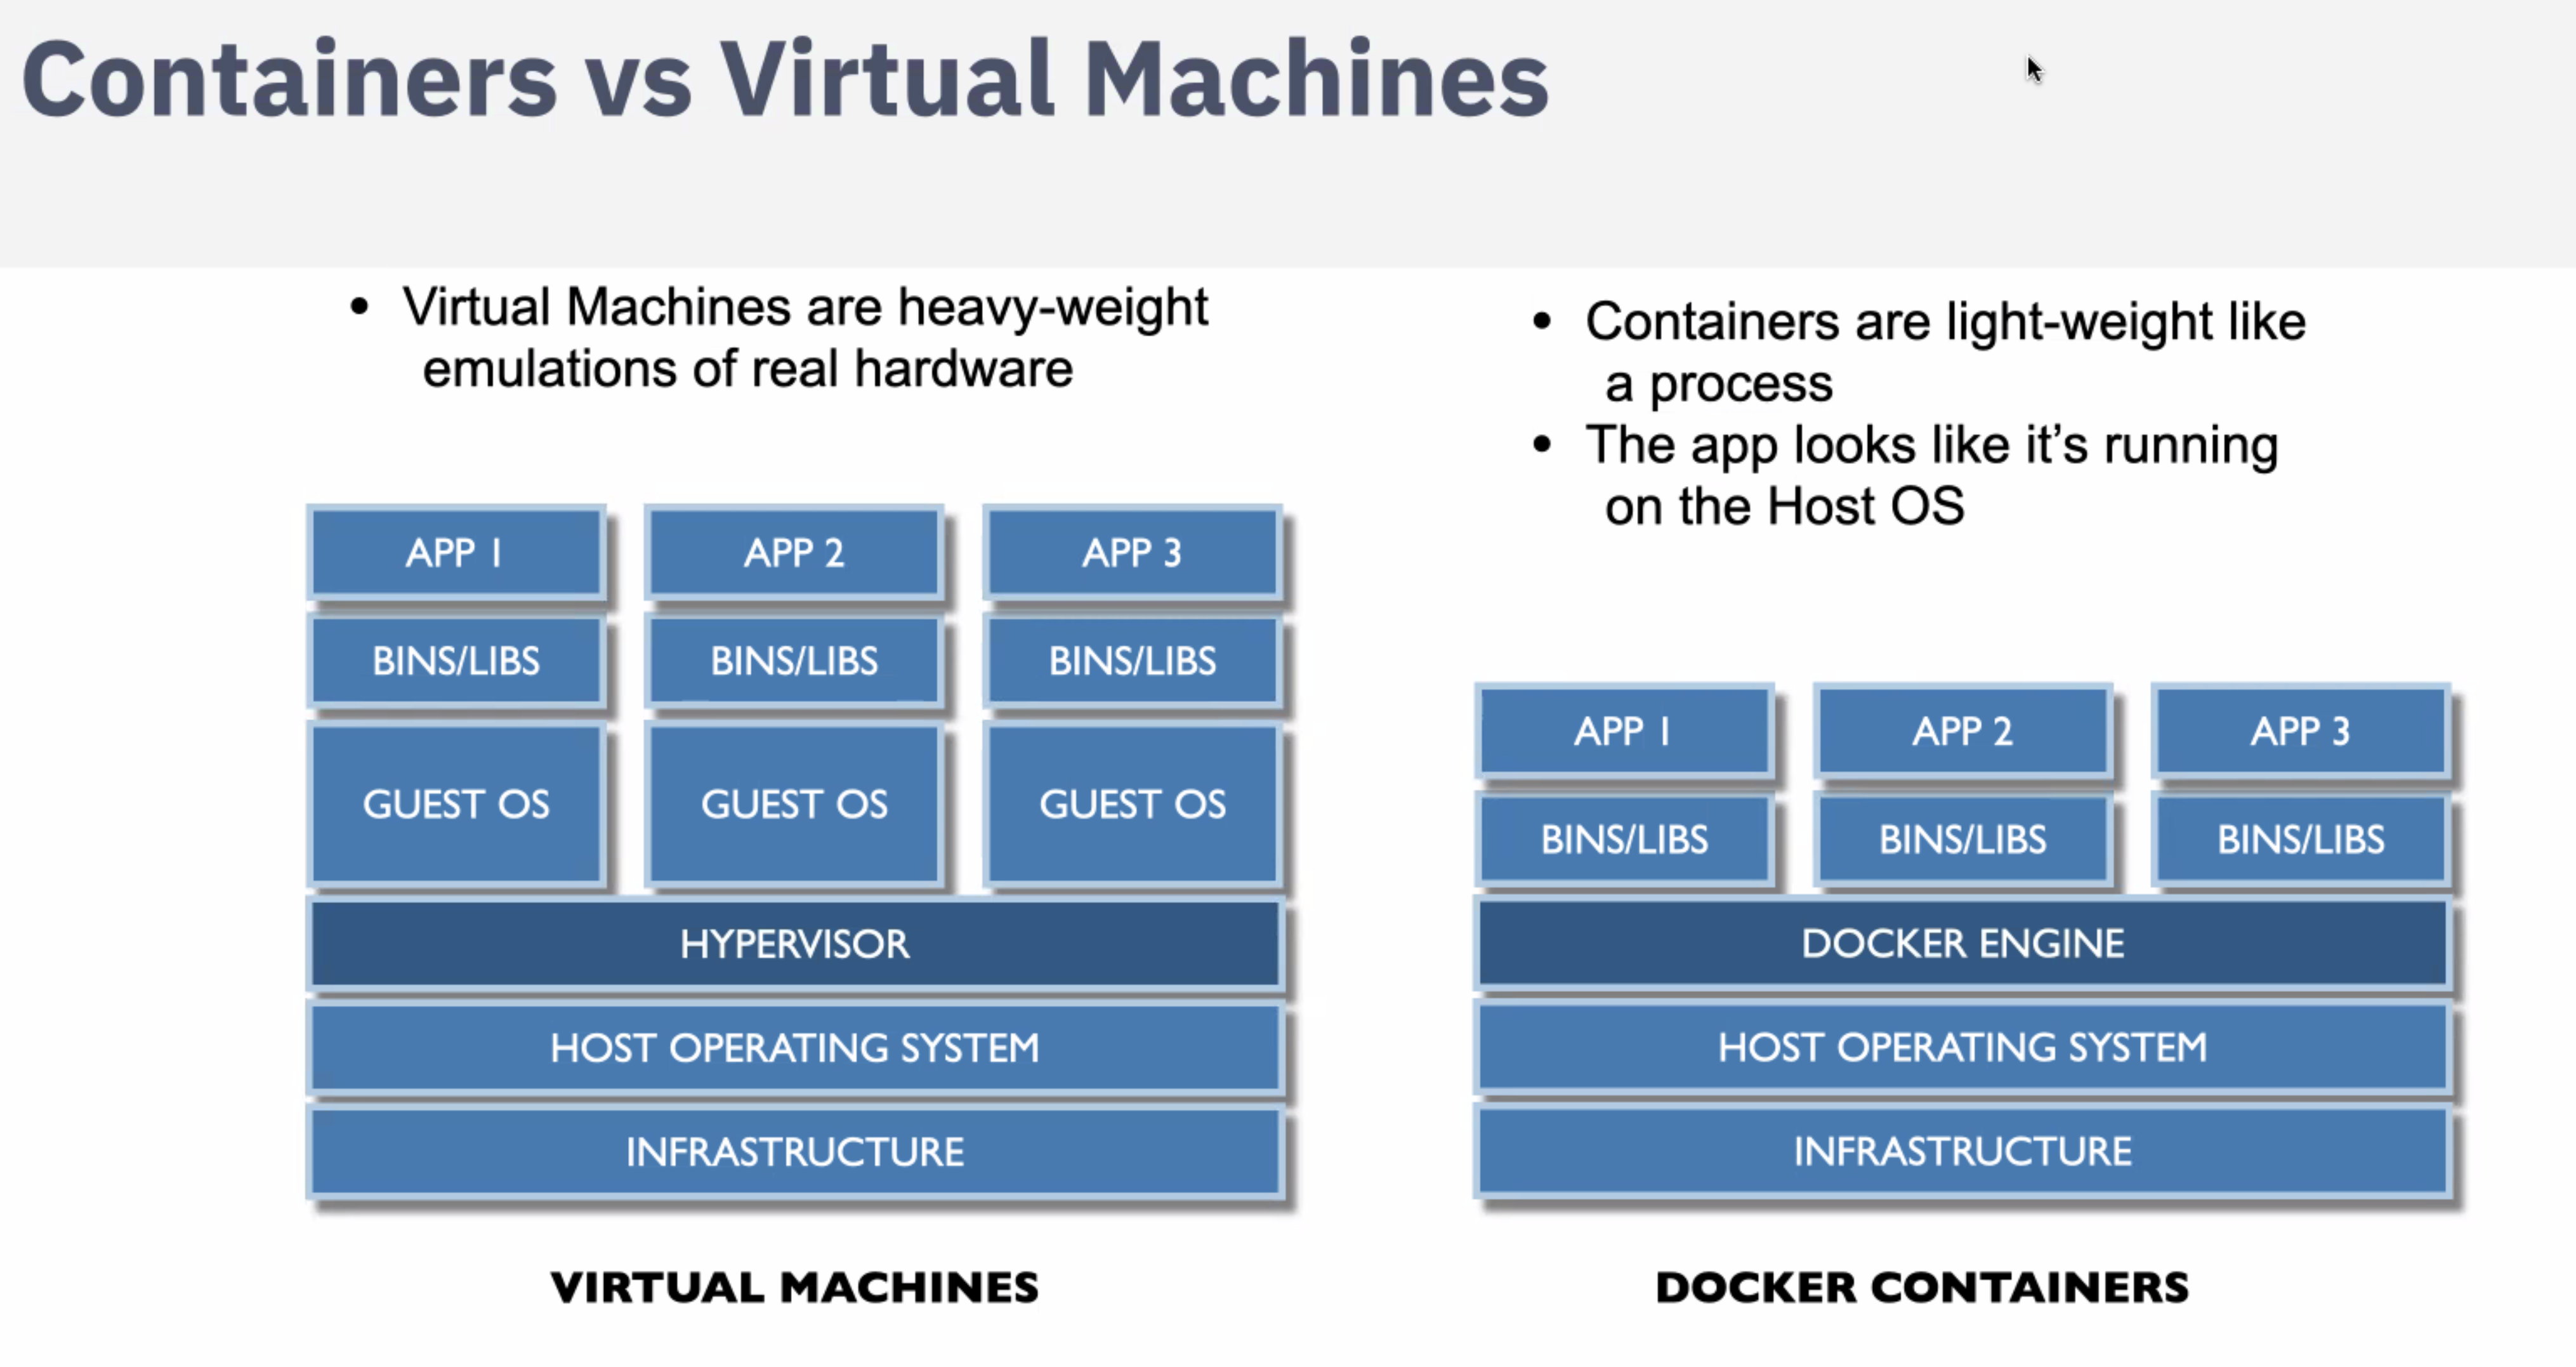 Containers vs Virtual Machines
• Virtual Machines are heavy-weight
emulations of real hardware
APP 1 APP 2 APP 3
BINS/LIBS BINS/LIBS BINS/LIBS
GUEST OS GUEST OS GUEST OS
HYPERVISOR
HOST OPERATING SYSTEM
INFRASTRUCTURE
VIRTUAL MACHINES
• Containers are light-weight like
a process
• The app looks like it’s running
on the Host OS
APP 1 APP 2 APP 3
BINS/LIBS BINS/LIBS BINS/LIBS
DOCKER ENGINE
HOST OPERATING SYSTEM
INFRASTRUCTURE
DOCKER CONTAINERS